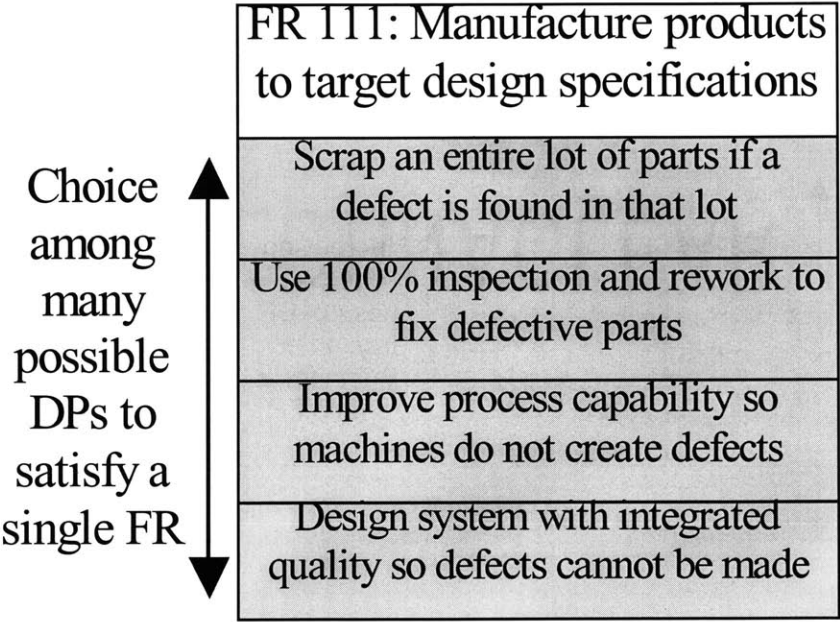 FR 111: Manufacture products
to target design specifications
Choice
among
many
possible
DPs to
satisfy a
single FR
Scrap an entire lot of parts if a
defect is found in that lot
Use 100% inspection and rework to
fix defective parts
Improve process capability so
machines do not create defects
Design system with integrated
quality so defects cannot be made